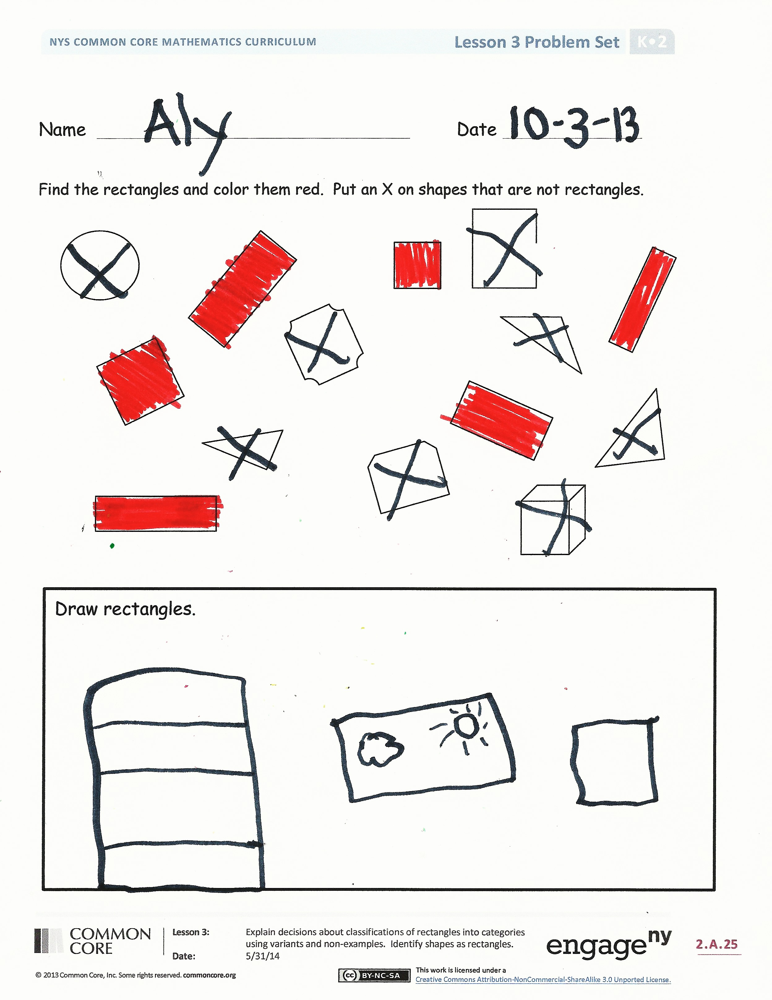 NYS COMMON CORE MATHEMATICS CURRICULUM Lesson 3 Problem Set K•2
Name Aly Date 10-3-13
Find the rectangles and color them red. Put an X on shapes that are not rectangles.
Draw rectangles.
COMMON CORE
Lesson 3: Explain decisions about classifications of rectangles into categories
using variants and non-examples. Identify shapes as rectangles.
Date: 5/31/14
engage ny
2.A.25
© 2013 Common Core, Inc. Some rights reserved. commoncore.org
cc BY-NC-SA
This work is licensed under a
Creative Commons Attribution-NonCommercial-ShareAlike 3.0 Unported License.